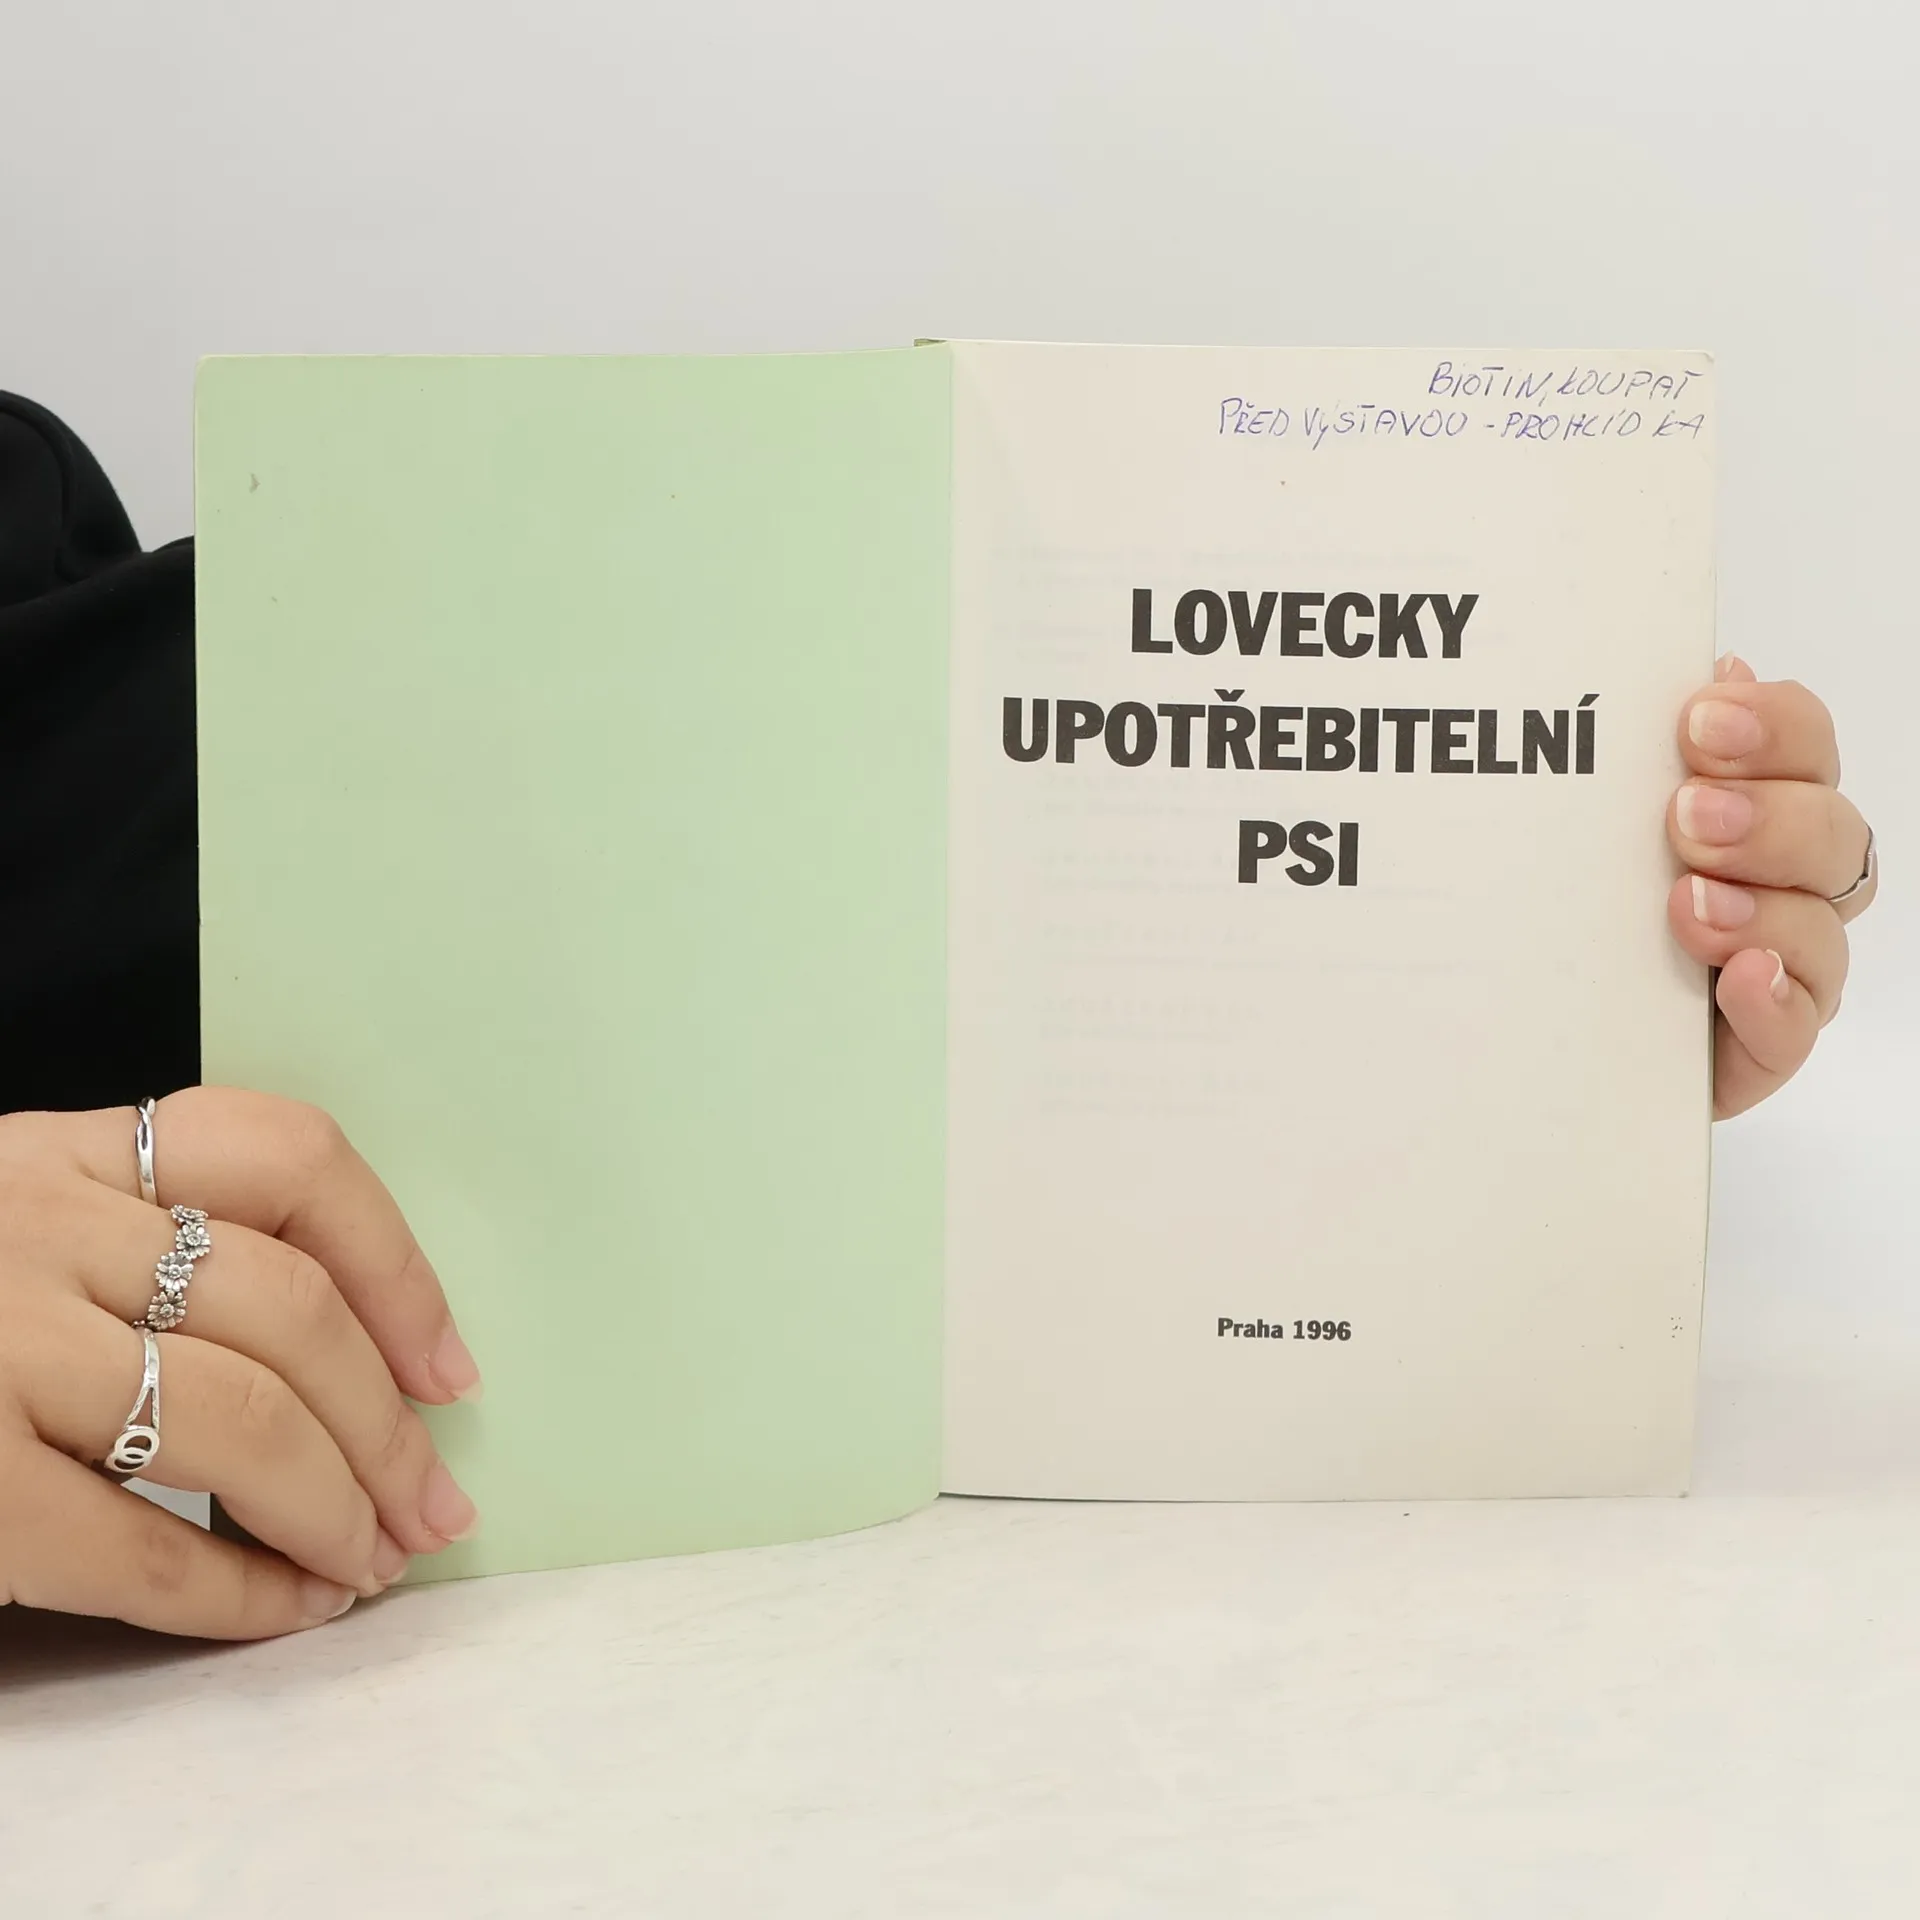 BIOTIN, KOUPAT
PŘED VÝSTAVOU - PROHLÍDKA
LOVECKY
UPOTŘEBITELNÍ
PSI
Praha 1996